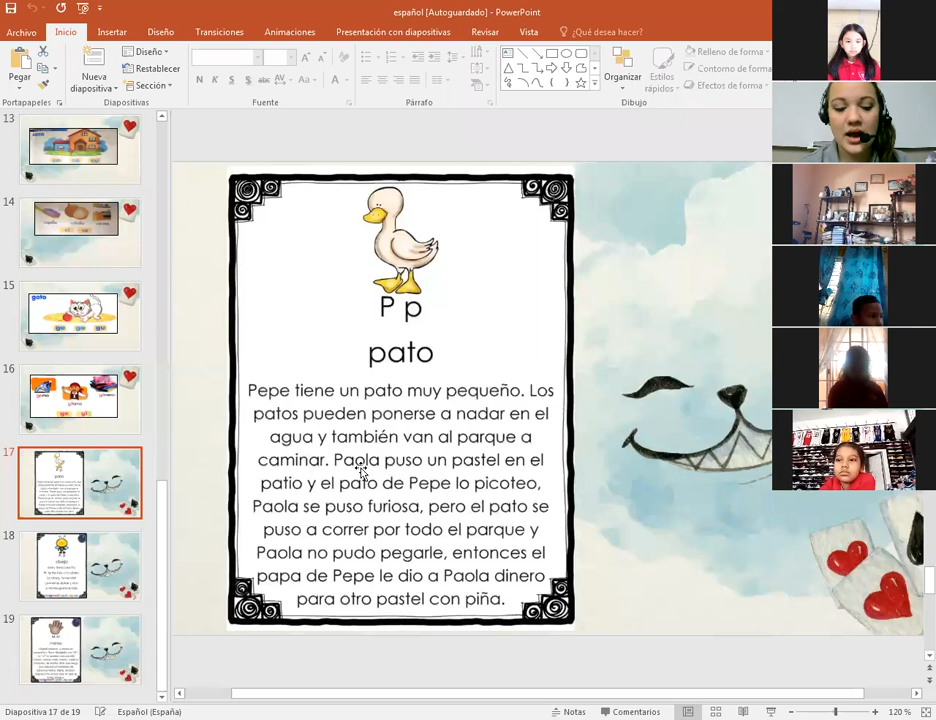 español [Autoguardado] - PowerPoint
Archivo Inicio Insertar Diseño Transiciones Animaciones Presentación con diapositivas Revisar Vista ¿Qué desea hacer?
Pegar
Nueva diapositiva
Diseño
Restablecer
Sección
N K S
Aa
A
Organizar
Estilos rápidos
Relleno de forma
Contorno de forma
Efectos de forma
Portapapeles Diapositivas Fuente Párrafo Dibujo
13
14
15
gato
16
17
18
19
P p
pato
Pepe tiene un pato muy pequeño. Los
patos pueden ponerse a nadar en el
agua y también van al parque a
caminar. Paola puso un pastel en el
patio y el pato de Pepe lo picoteo,
Paola se puso furiosa, pero el pato se
puso a correr por todo el parque y
Paola no pudo pegarle, entonces el
papa de Pepe le dio a Paola dinero
para otro pastel con piña.
Diapositiva 17 de 19 Español (España) Notas Comentarios 120 %